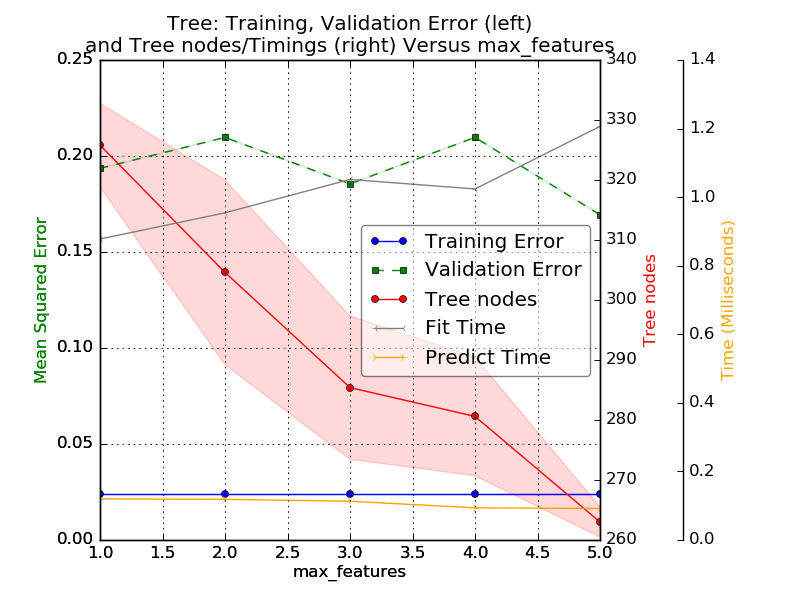 Tree: Training, Validation Error (left)
and Tree nodes/Timings (right) Versus max_features
0.25
0.20
0.15
0.10
0.05
0.00
Mean Squared Error
1.0
1.5
2.0
2.5
3.0
3.5
4.0
4.5
5.0
max_features
Training Error
Validation Error
Tree nodes
Fit Time
Predict Time
340
330
320
310
300
290
280
270
260
Tree nodes
1.4
1.2
1.0
0.8
0.6
0.4
0.2
0.0
Time (Milliseconds)